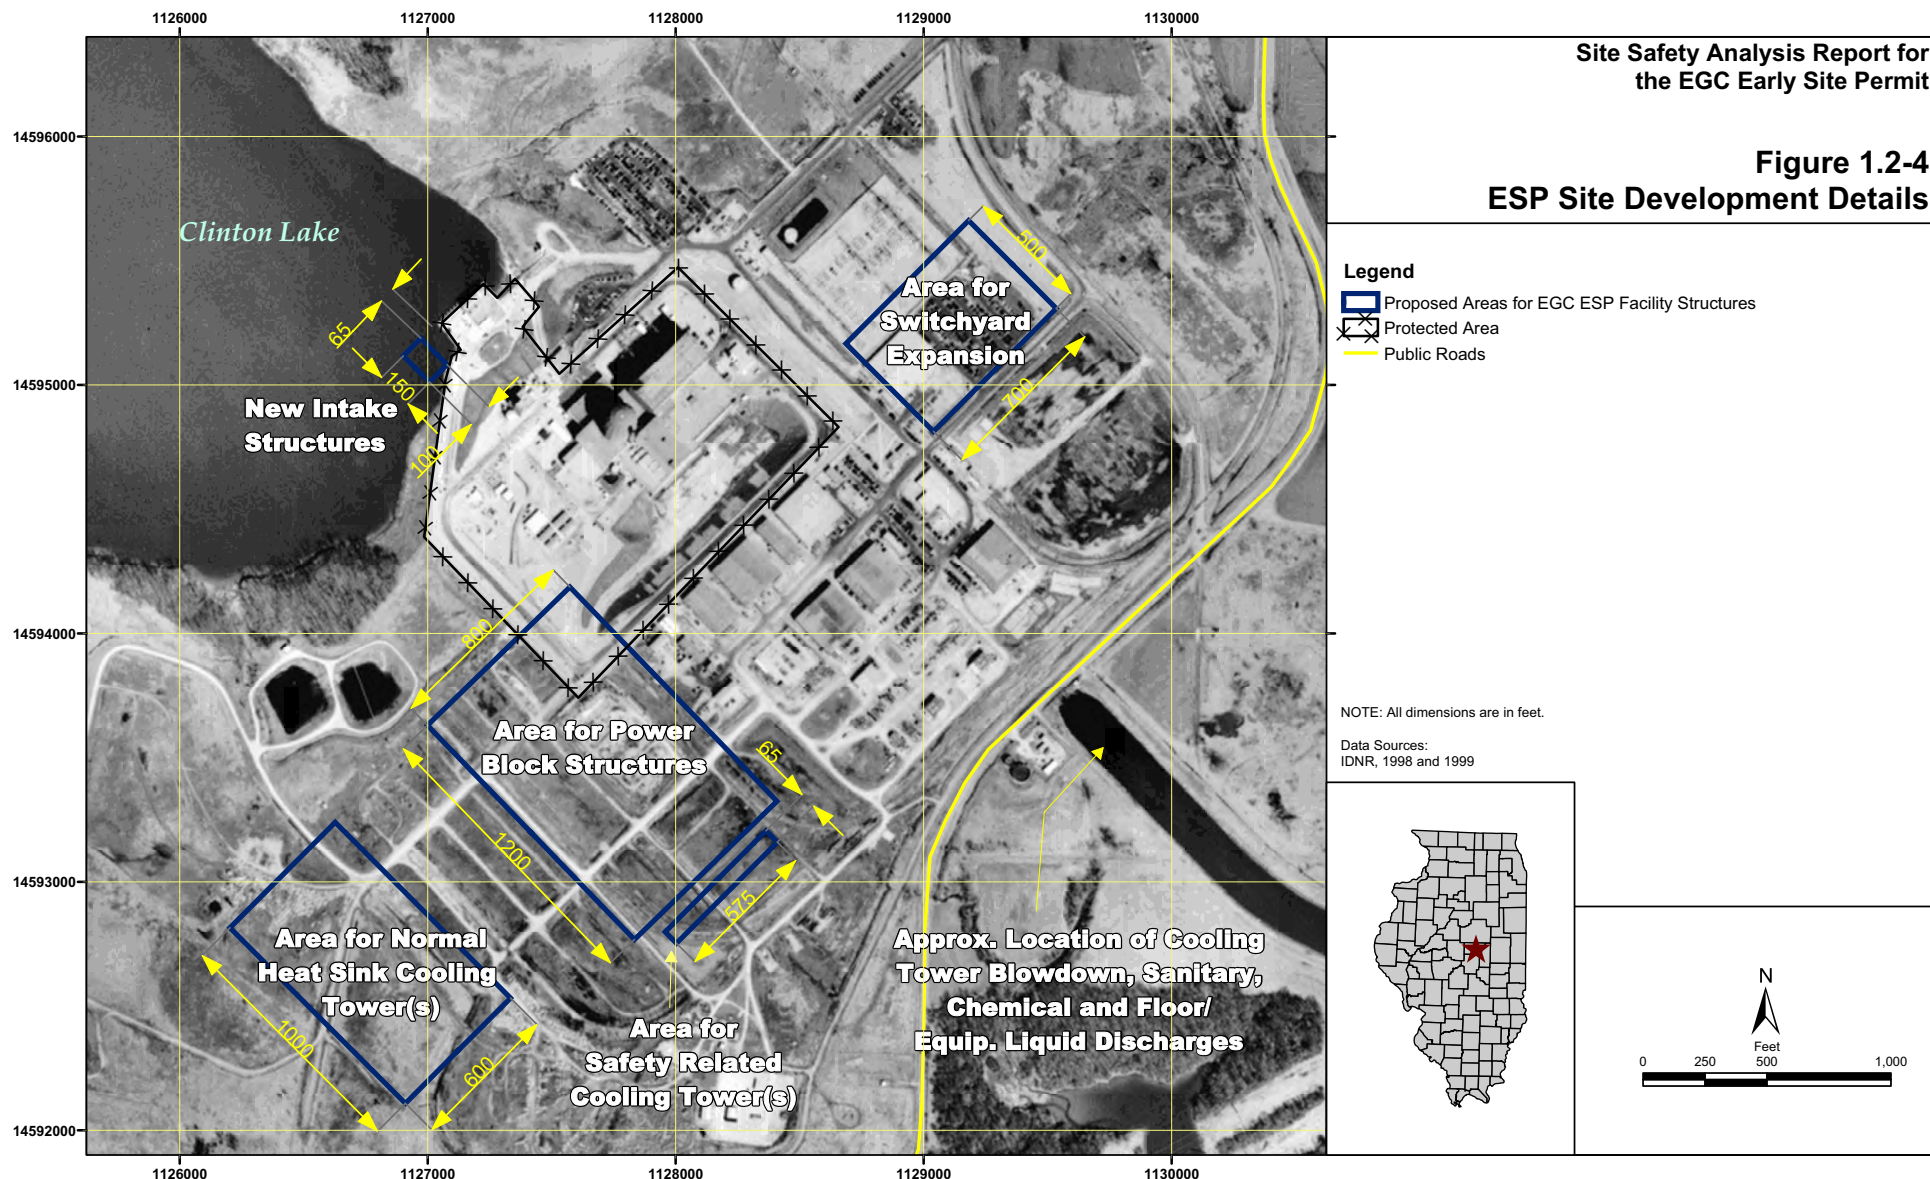 1126000 1127000 1128000 1129000 1130000
Site Safety Analysis Report for
the EGC Early Site Permit
Figure 1.2-4
ESP Site Development Details
14596000
14595000
14594000
14593000
14592000
Clinton Lake
65
150
100
New Intake
Structures
500
700
Area for
Switchyard
Expansion
800
1200
Area for Power
Block Structures
65
575
Area for Normal
Heat Sink Cooling
Tower(s)
1000
600
Area for
Safety Related
Cooling Tower(s)
Approx. Location of Cooling
Tower Blowdown, Sanitary,
Chemical and Floor/
Equip. Liquid Discharges
Legend
Proposed Areas for EGC ESP Facility Structures
Protected Area
Public Roads
NOTE: All dimensions are in feet.
Data Sources:
IDNR, 1998 and 1999
N
Feet
0 250 500 1,000
1126000 1127000 1128000 1129000 1130000